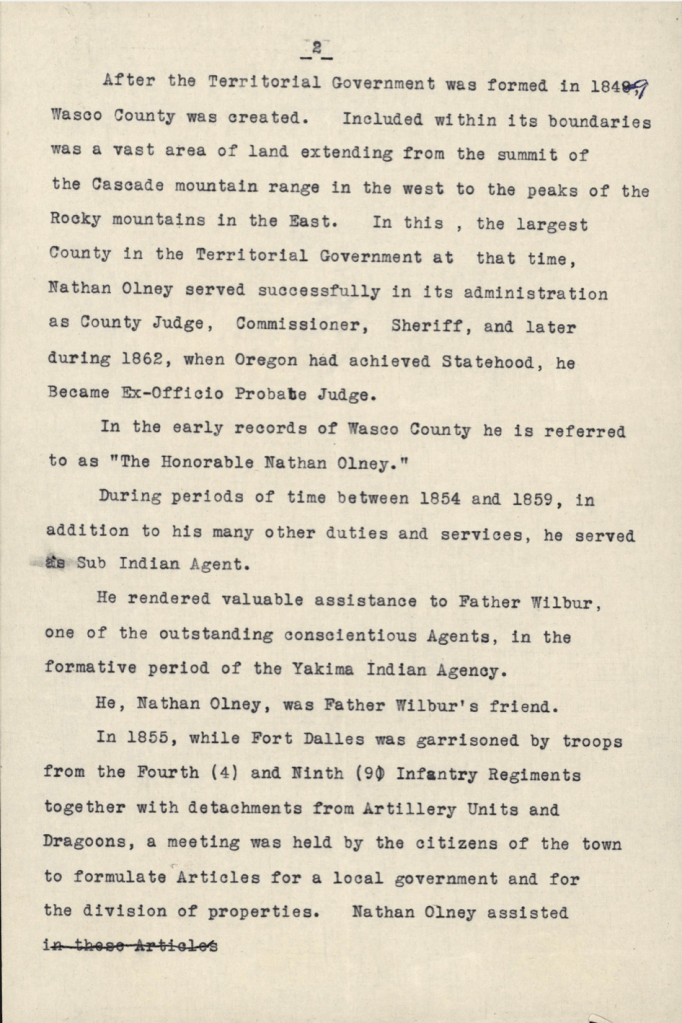 2
After the Territorial Government was formed in 1849,
Wasco County was created. Included within its boundaries
was a vast area of land extending from the summit of
the Cascade mountain range in the west to the peaks of the
Rocky mountains in the East. In this , the largest
County in the Territorial Government at that time,
Nathan Olney served successfully in its administration
as County Judge, Commissioner, Sheriff, and later
during 1862, when Oregon had achieved Statehood, he
Became Ex-Officio Probate Judge.
In the early records of Wasco County he is referred
to as "The Honorable Nathan Olney."
During periods of time between 1854 and 1859, in
addition to his many other duties and services, he served
as Sub Indian Agent.
He rendered valuable assistance to Father Wilbur,
one of the outstanding conscientious Agents, in the
formative period of the Yakima Indian Agency.
He, Nathan Olney, was Father Wilbur's friend.
In 1855, while Fort Dalles was garrisoned by troops
from the Fourth (4) and Ninth (9) Infantry Regiments
together with detachments from Artillery Units and
Dragoons, a meeting was held by the citizens of the town
to formulate Articles for a local government and for
the division of properties. Nathan Olney assisted
in these Articles